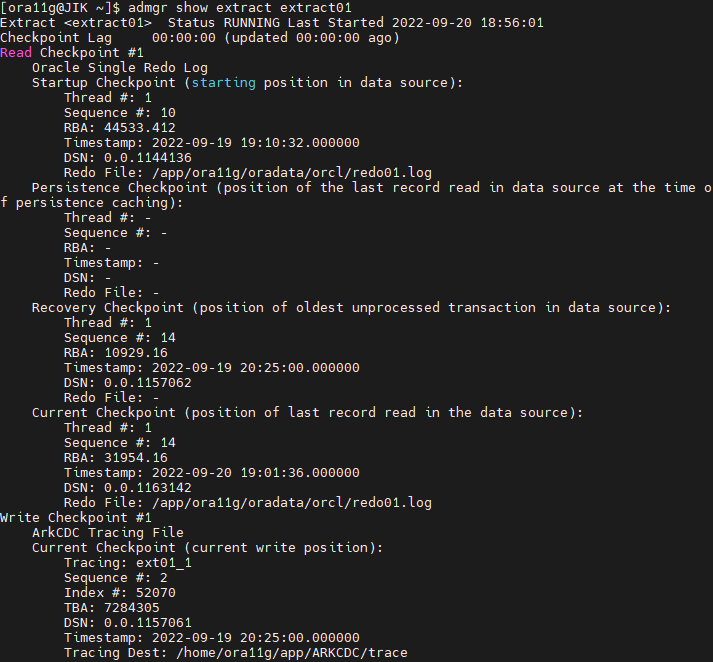 [ora11g@JIK ~]$ admgr show extract extract01
Extract <extract01>  Status RUNNING Last Started 2022-09-20 18:56:01
Checkpoint Lag     00:00:00 (updated 00:00:00 ago)
Read Checkpoint #1
    Oracle Single Redo Log
    Startup Checkpoint (starting position in data source):
        Thread #: 1
        Sequence #: 10
        RBA: 44533.412
        Timestamp: 2022-09-19 19:10:32.000000
        DSN: 0.0.1144136
        Redo File: /app/ora11g/oradata/orcl/redo01.log
    Persistence Checkpoint (position of the last record read in data source at the time o
f persistence caching):
        Thread #: -
        Sequence #: -
        RBA: -
        Timestamp: -
        DSN: -
        Redo File: -
    Recovery Checkpoint (position of oldest unprocessed transaction in data source):
        Thread #: 1
        Sequence #: 14
        RBA: 10929.16
        Timestamp: 2022-09-19 20:25:00.000000
        DSN: 0.0.1157062
        Redo File: -
    Current Checkpoint (position of last record read in the data source):
        Thread #: 1
        Sequence #: 14
        RBA: 31954.16
        Timestamp: 2022-09-20 19:01:36.000000
        DSN: 0.0.1163142
        Redo File: /app/ora11g/oradata/orcl/redo01.log
Write Checkpoint #1
    ArkCDC Tracing File
    Current Checkpoint (current write position):
        Tracing: ext01_1
        Sequence #: 2
        Index #: 52070
        TBA: 7284305
        DSN: 0.0.1157061
        Timestamp: 2022-09-19 20:25:00.000000
        Tracing Dest: /home/ora11g/app/ARKCDC/trace